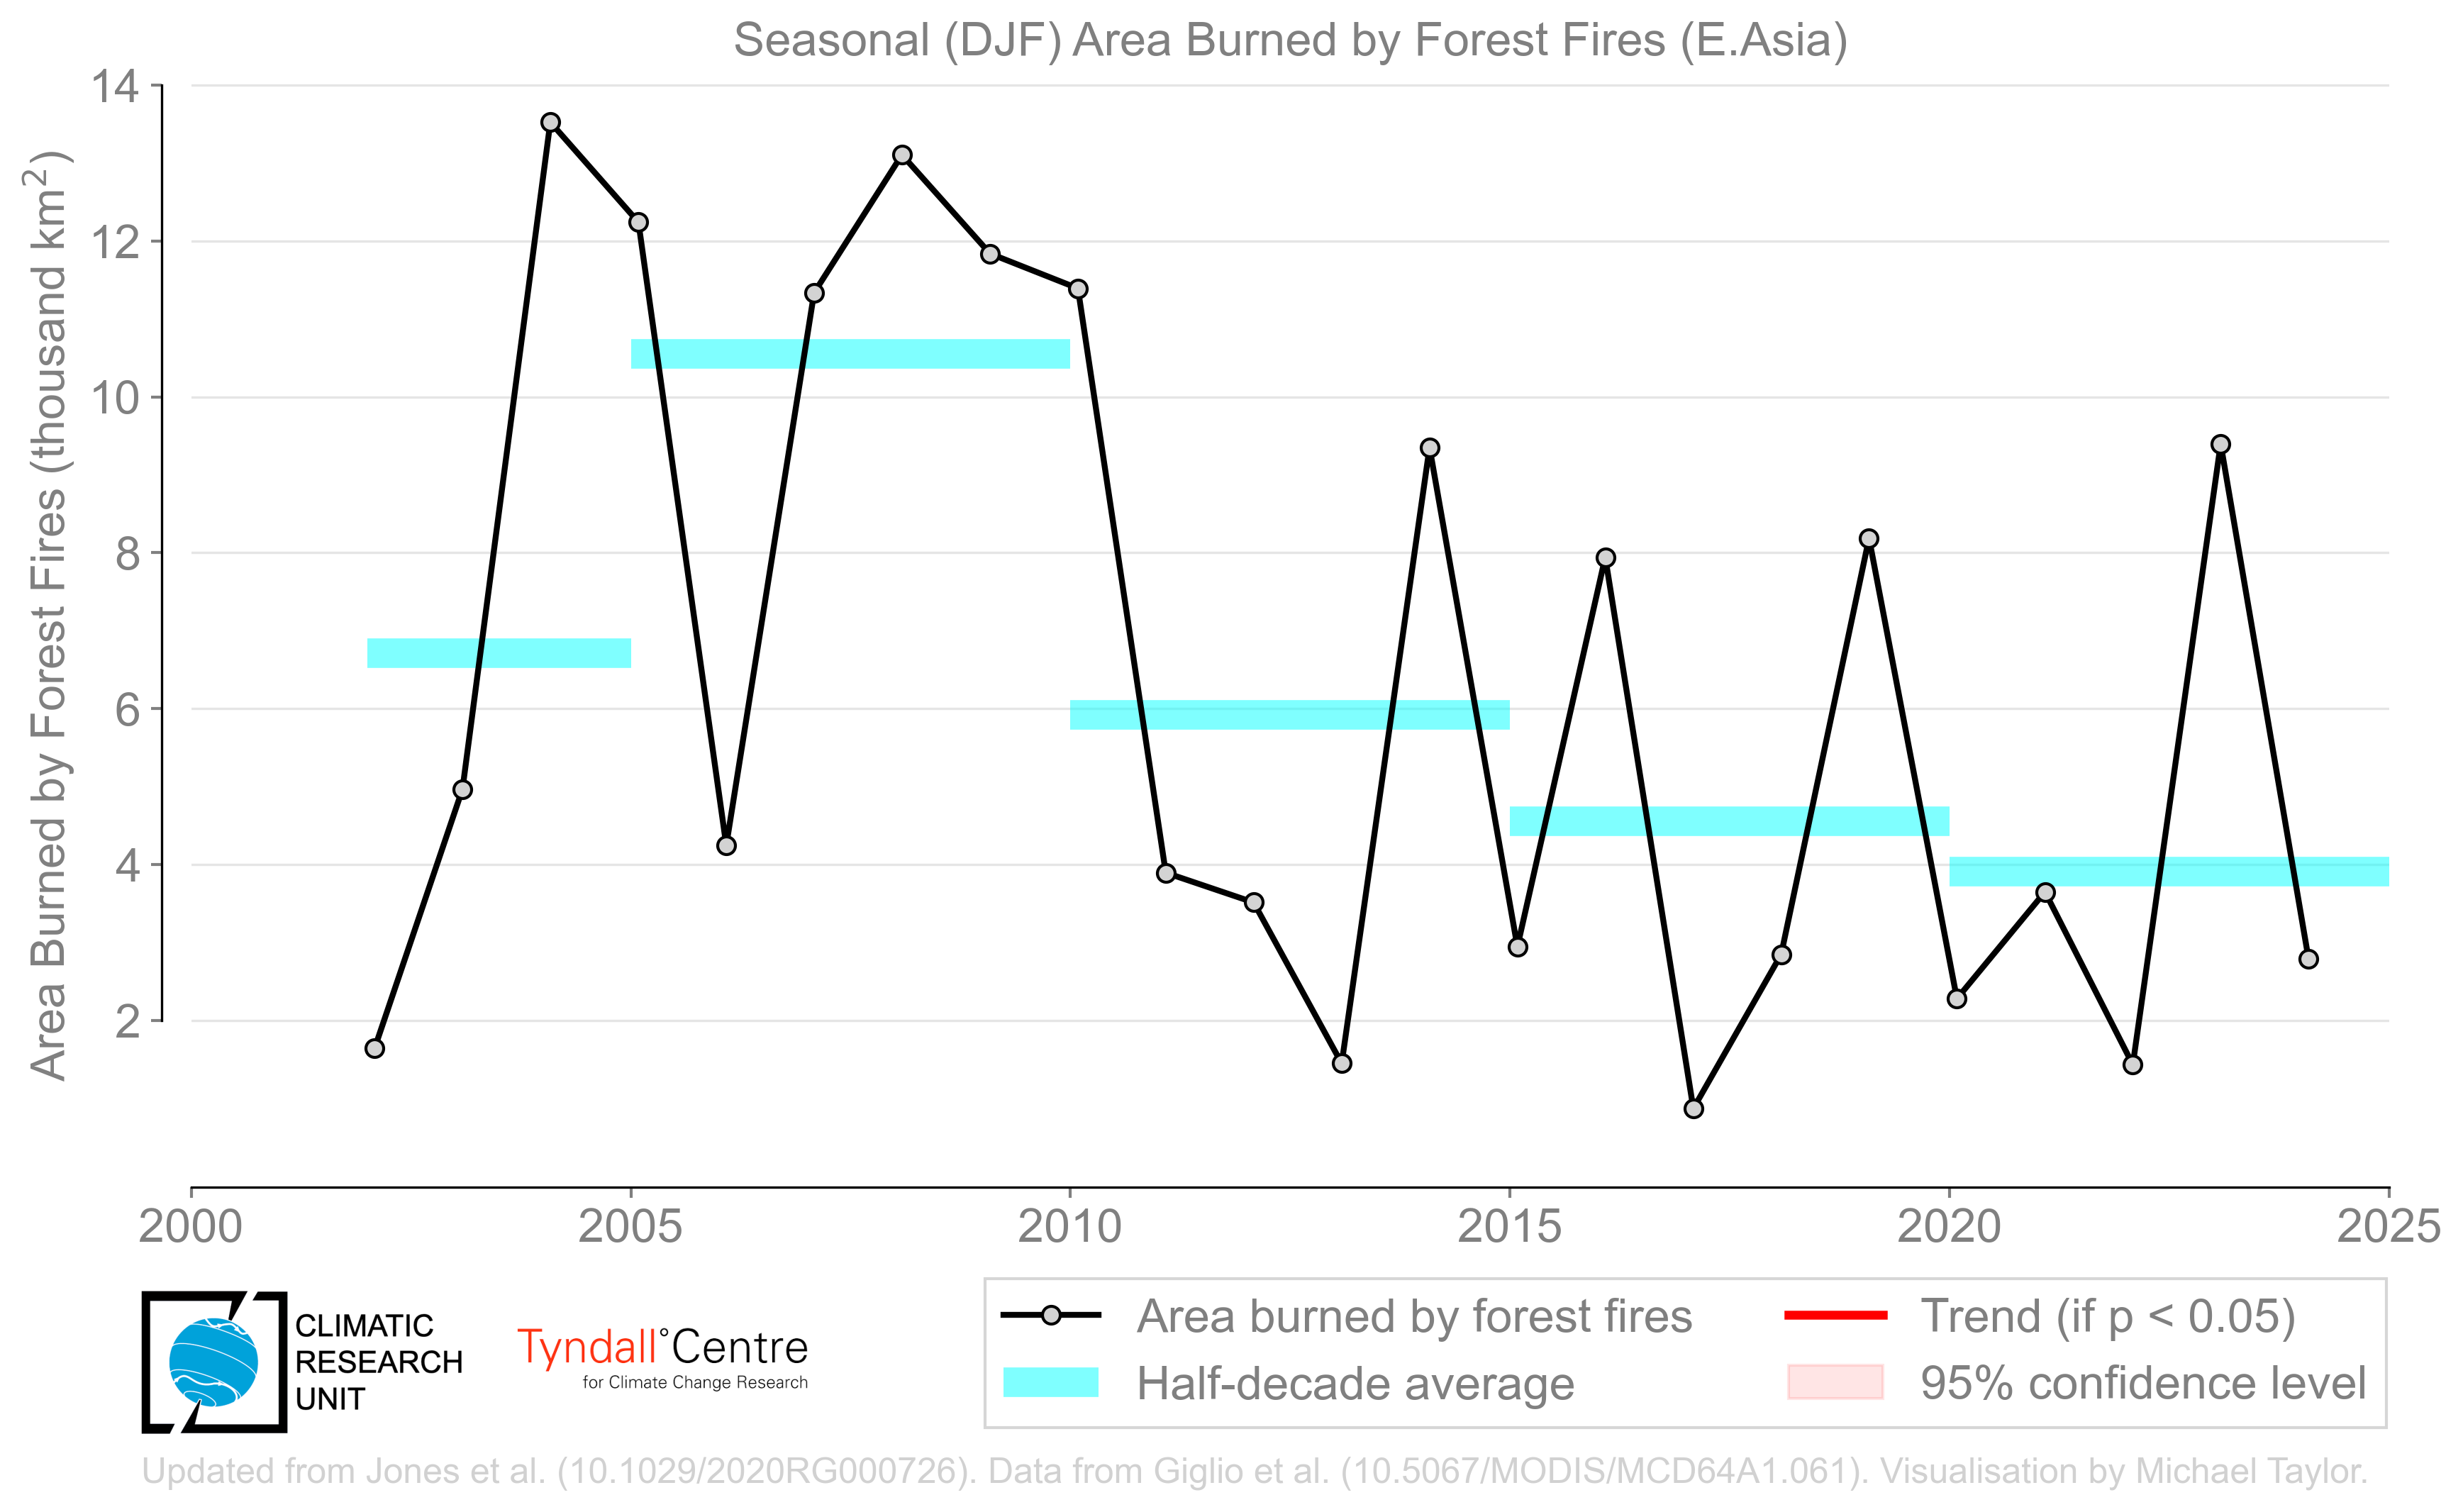 Seasonal (DJF) Area Burned by Forest Fires (E.Asia)
Area Burned by Forest Fires (thousand km²)
14
12
10
8
6
4
2
2000 2005 2010 2015 2020 2025
CLIMATIC
RESEARCH
UNIT
Tyndall°Centre
for Climate Change Research
Area burned by forest fires
Half-decade average
Trend (if p < 0.05)
95% confidence level
Updated from Jones et al. (10.1029/2020RG000726). Data from Giglio et al. (10.5067/MODIS/MCD64A1.061). Visualisation by Michael Taylor.